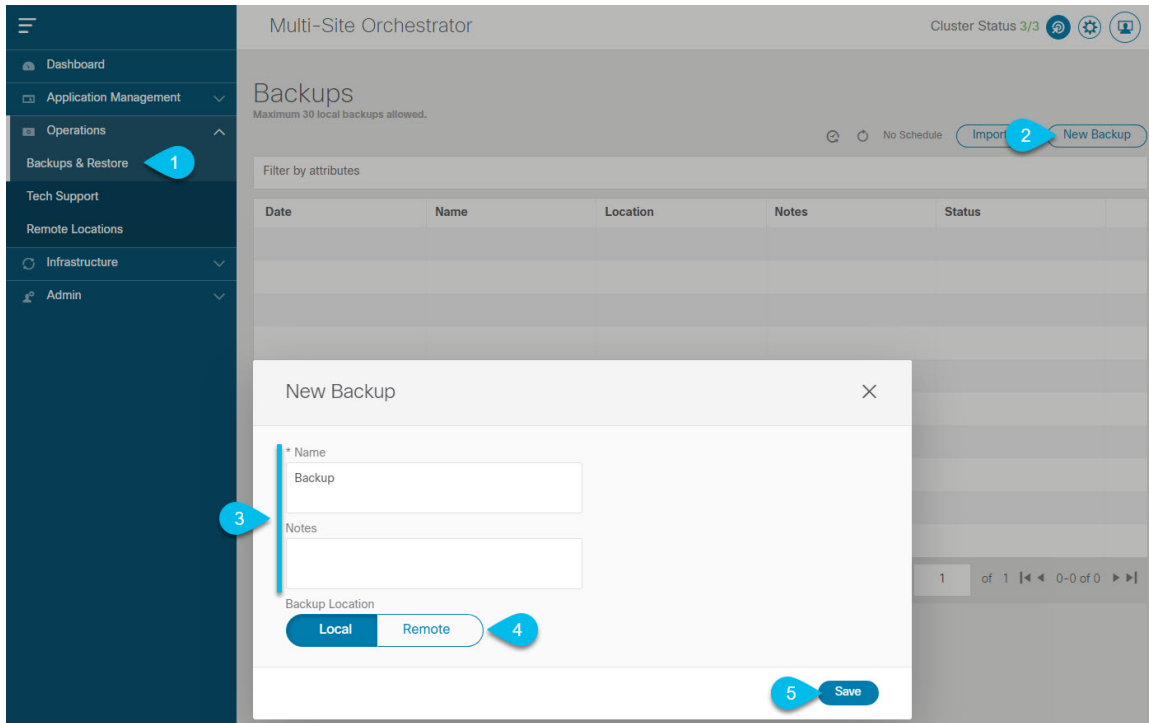 Multi-Site Orchestrator
Cluster Status 3/3
Dashboard
Application Management
Operations
Backups & Restore
1
Tech Support
Remote Locations
Infrastructure
Admin
Backups
Maximum 30 local backups allowed.
No Schedule
Import
2
New Backup
Filter by attributes
Date Name Location Notes Status
New Backup
* Name
Backup
3
Notes
Backup Location
Local Remote
4
1 of 1 0-0 of 0
5
Save